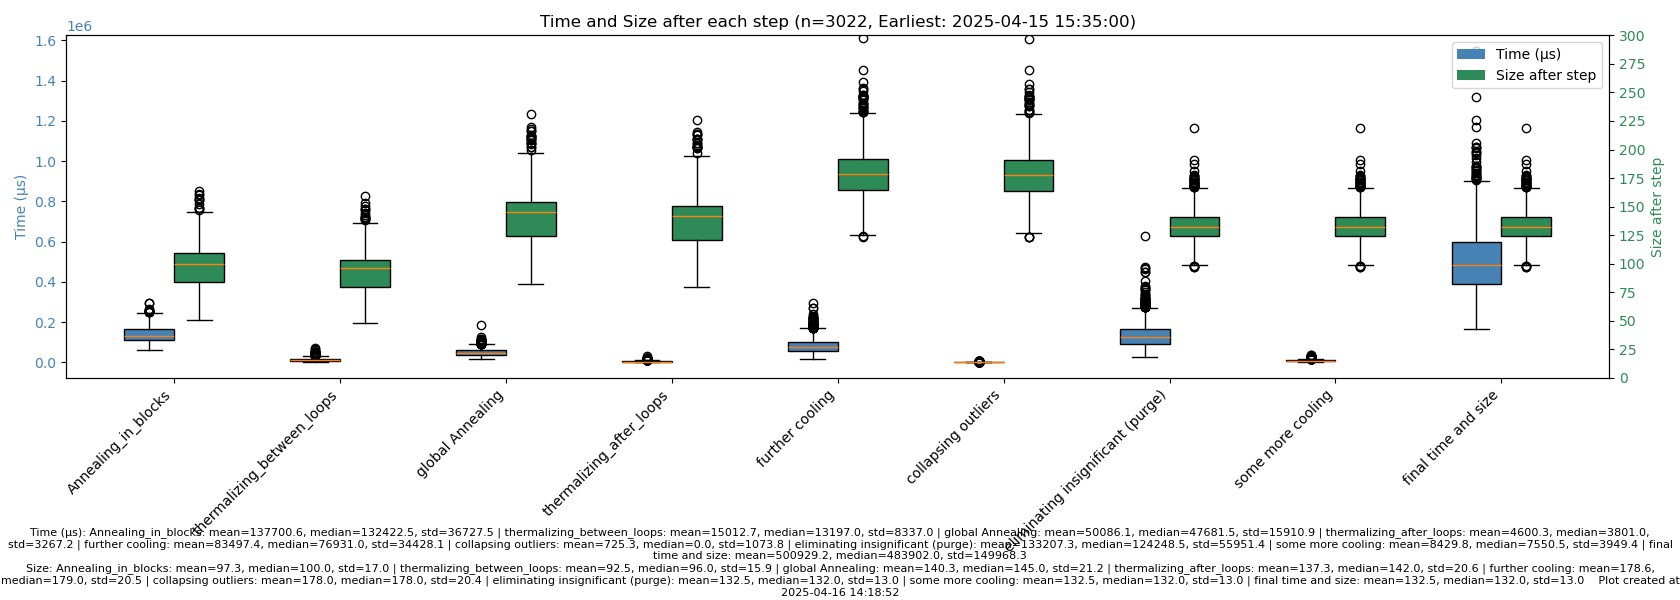 Time and Size after each step (n=3022, Earliest: 2025-04-15 15:35:00)
1e6
1.6
1.4
1.2
1.0
0.8
0.6
0.4
0.2
0.0
Time (µs)
300
275
250
225
200
175
150
125
100
75
50
25
0
Size after step
Time (µs)
Size after step
Annealing_in_blocks
thermalizing_between_loops
global Annealing
thermalizing_after_loops
further cooling
collapsing outliers
eliminating insignificant (purge)
some more cooling
final time and size
Time (µs): Annealing_in_blocks: mean=137700.6, median=132422.5, std=36727.5 | thermalizing_between_loops: mean=15012.7, median=13197.0, std=8337.0 | global Annealing: mean=50086.1, median=47681.5, std=15910.9 | thermalizing_after_loops: mean=4600.3, median=3801.0,
std=3267.2 | further cooling: mean=83497.4, median=76931.0, std=34428.1 | collapsing outliers: mean=725.3, median=0.0, std=1073.8 | eliminating insignificant (purge): mean=133207.3, median=124248.5, std=55951.4 | some more cooling: mean=8429.8, median=7550.5, std=3949.4 | final
time and size: mean=500929.2, median=483902.0, std=149968.3
Size: Annealing_in_blocks: mean=97.3, median=100.0, std=17.0 | thermalizing_between_loops: mean=92.5, median=96.0, std=15.9 | global Annealing: mean=140.3, median=145.0, std=21.2 | thermalizing_after_loops: mean=137.3, median=142.0, std=20.6 | further cooling: mean=178.6,
median=179.0, std=20.5 | collapsing outliers: mean=178.0, median=178.0, std=20.4 | eliminating insignificant (purge): mean=132.5, median=132.0, std=13.0 | some more cooling: mean=132.5, median=132.0, std=13.0 | final time and size: mean=132.5, median=132.0, std=13.0 Plot created at
2025-04-16 14:18:52